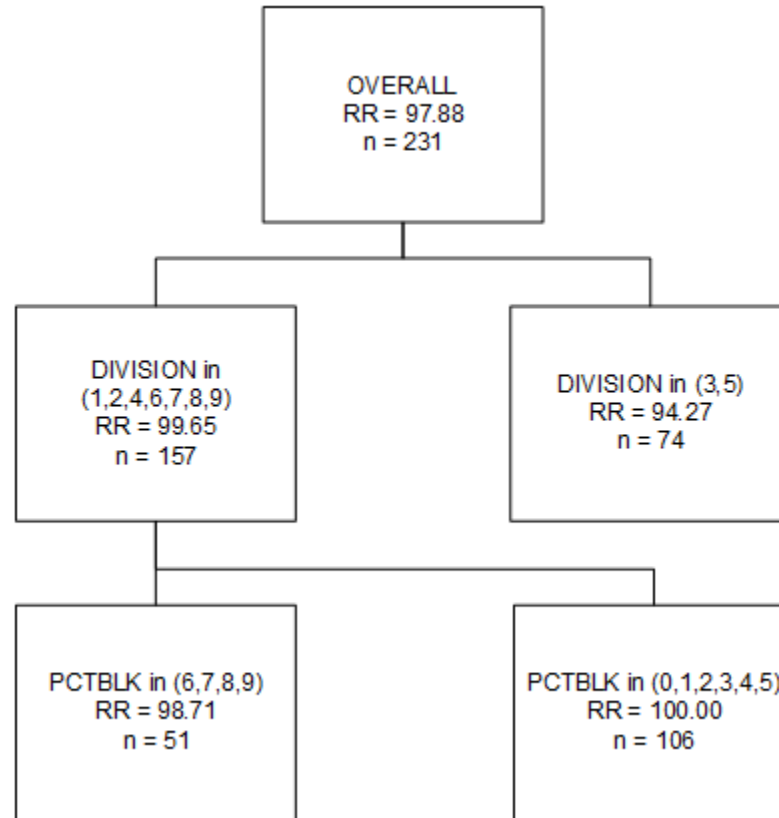 OVERALL
RR = 97.88
n = 231
DIVISION in
(1,2,4,6,7,8,9)
RR = 99.65
n = 157
DIVISION in (3,5)
RR = 94.27
n = 74
PCTBLK in (6,7,8,9)
RR = 98.71
n = 51
PCTBLK in (0,1,2,3,4,5)
RR = 100.00
n = 106